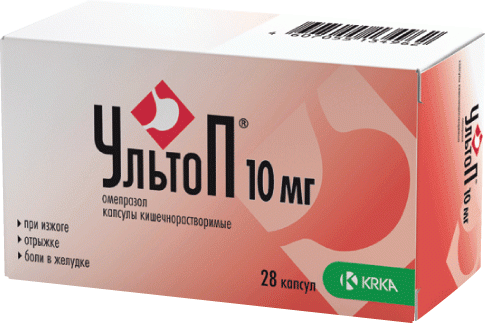 УльтоП® 10 мг
омепразол
капсулы кишечнорастворимые
при изжоге
отрыжке
боли в желудке
28 капсул
KRKA
УльтоП
10 мг